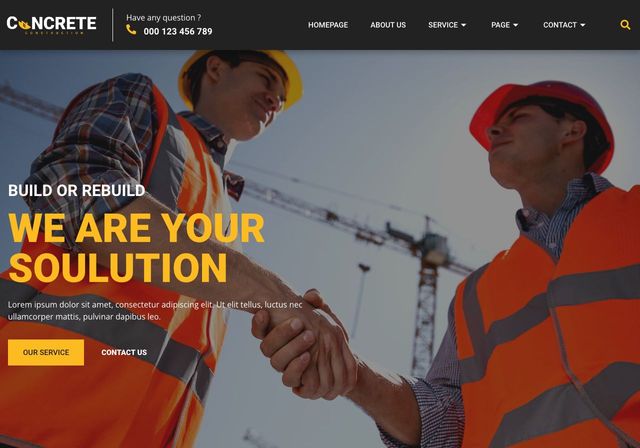 CONCRETE
CONSTRUCTION
Have any question ?
000 123 456 789
HOMEPAGE ABOUT US SERVICE PAGE CONTACT
BUILD OR REBUILD
WE ARE YOUR
SOULUTION
Lorem ipsum dolor sit amet, consectetur adipiscing elit. Ut elit tellus, luctus nec
ullamcorper mattis, pulvinar dapibus leo.
OUR SERVICE CONTACT US